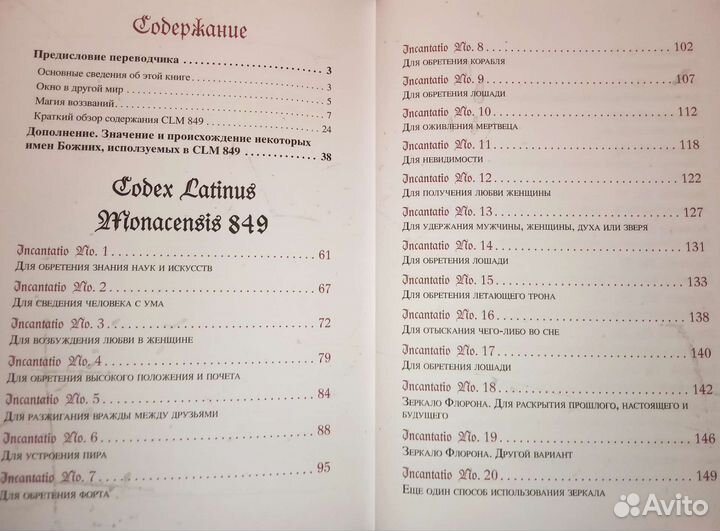 Содержание
Предисловие переводчика 3
Основные сведения об этой книге 3
Окно в другой мир 5
Магия воззваний 7
Краткий обзор содержания CLM 849 24
Дополнение. Значение и происхождение некоторых
имен Божиих, исползуемых в CLM 849 38
Codex Latinus
Monacensis 849
Incantatio No. 1 61
Для обретения знания наук и искусств
Incantatio No. 2 67
Для сведения человека с ума
Incantatio No. 3 72
Для возбуждения любви в женщине
Incantatio No. 4 79
Для обретения высокого положения и почета
Incantatio No. 5 84
Для разжигания вражды между друзьями
Incantatio No. 6 88
Для устроения пира
Incantatio No. 7 95
Для обретения форта
Incantatio No. 8 102
Для обретения корабля
Incantatio No. 9 107
Для обретения лошади
Incantatio No. 10 112
Для оживления мертвеца
Incantatio No. 11 118
Для невидимости
Incantatio No. 12 122
Для получения любви женщины
Incantatio No. 13 127
Для удержания мужчины, женщины, духа или зверя
Incantatio No. 14 131
Для обретения лошади
Incantatio No. 15 133
Для обретения летающего трона
Incantatio No. 16 138
Для отыскания чего-либо во сне
Incantatio No. 17 140
Для обретения лошади
Incantatio No. 18 142
Зеркало Флорона. Для раскрытия прошлого, настоящего и
будущего
Incantatio No. 19 146
Зеркало Флорона. Другой вариант
Incantatio No. 20 149
Еще один способ использования зеркала
Avito